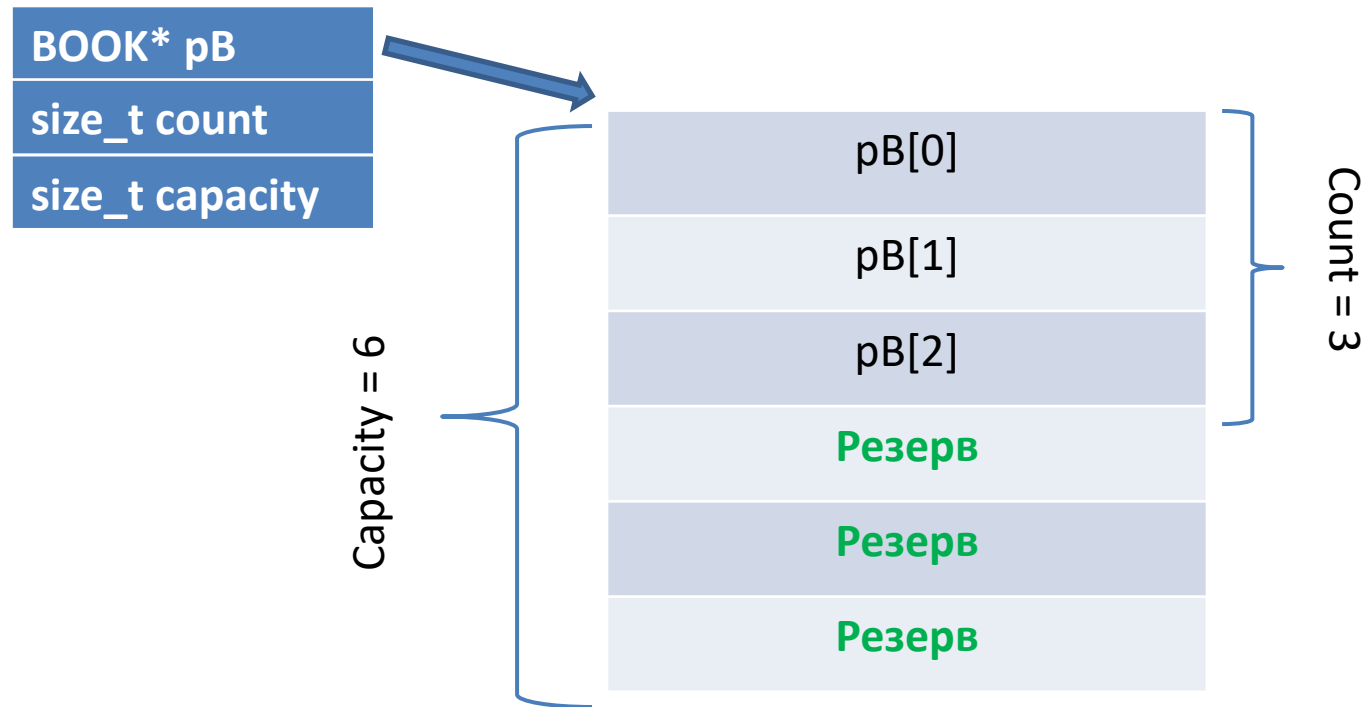 BOOK* pB
size_t count
size_t capacity
pB[0]
pB[1]
pB[2]
Резерв
Резерв
Резерв
Capacity = 6
Count = 3